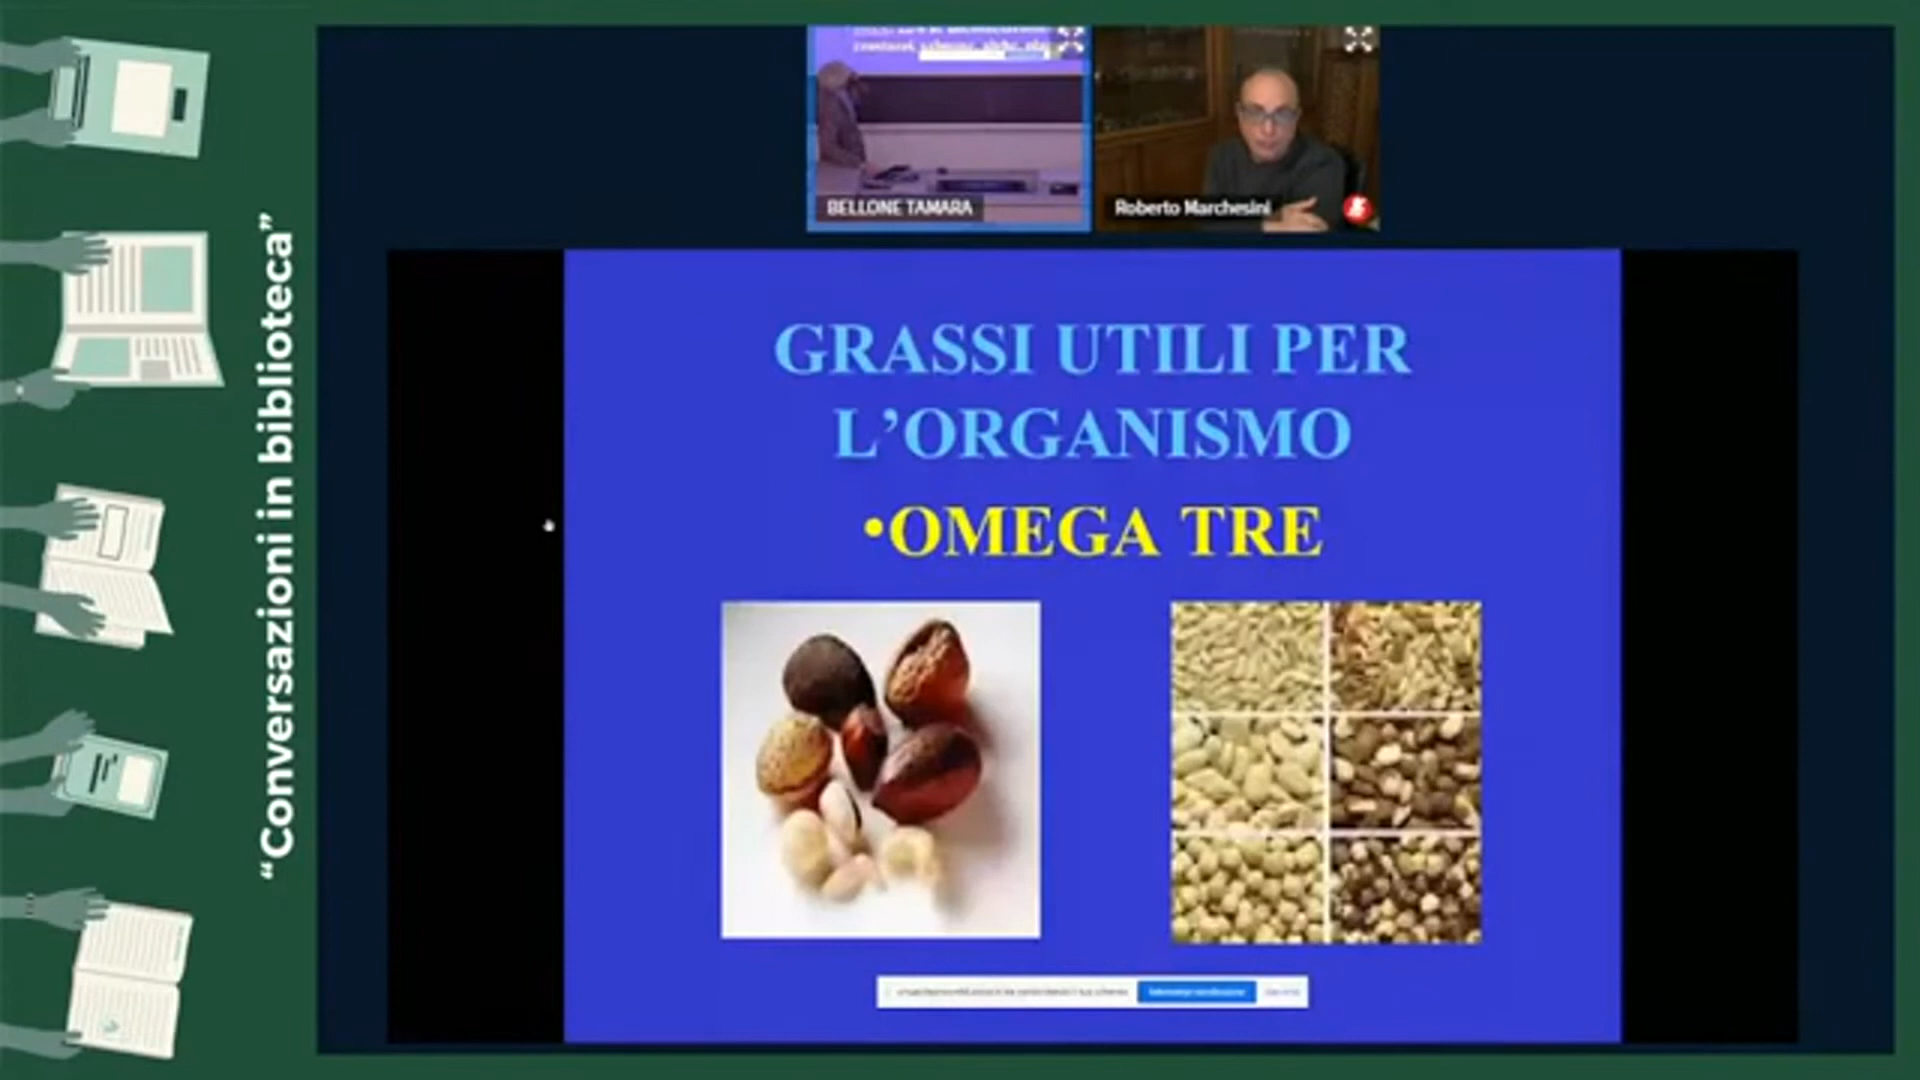 “Conversazioni in biblioteca”
BELLONE TAMARA
Roberto Marchesini
GRASSI UTILI PER
L’ORGANISMO
•OMEGA TRE